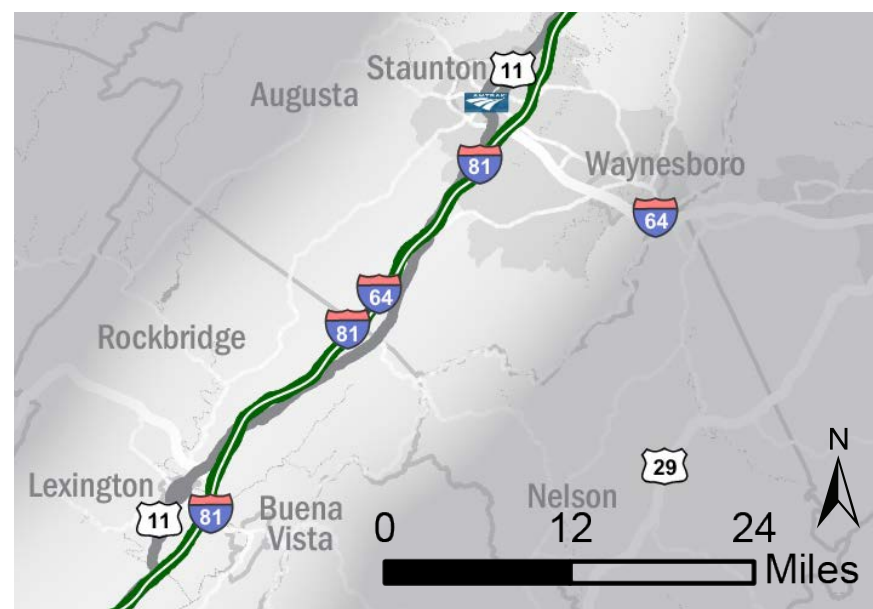 Staunton
11
AMTRAK
Augusta
81
Waynesboro
64
64
81
Rockbridge
N
29
Lexington
Nelson
11
81
Buena
Vista
0 12 24
Miles